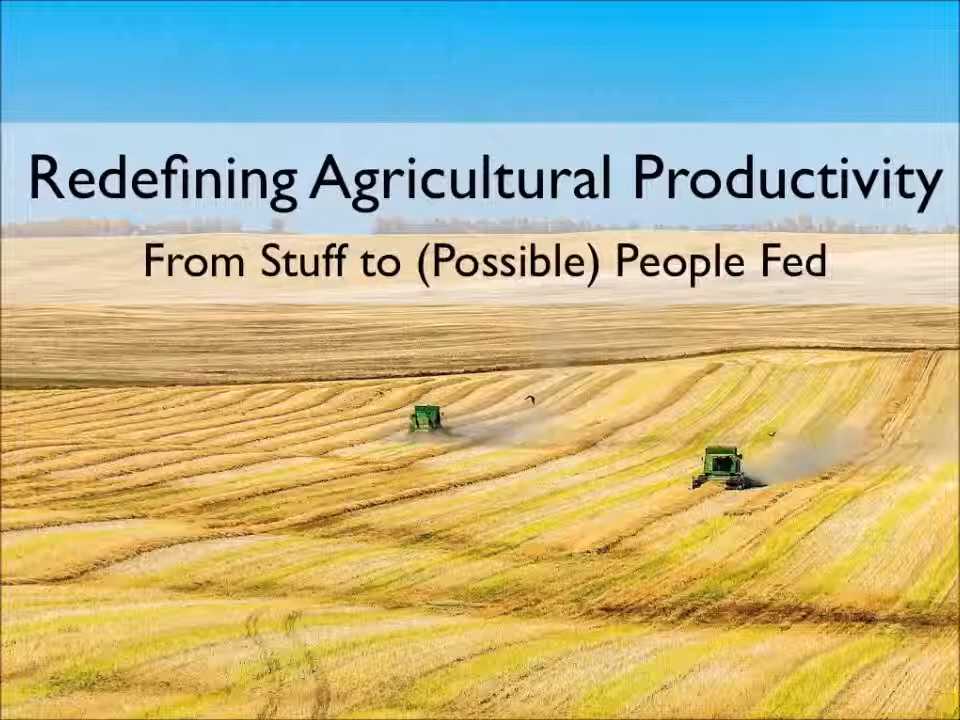 Redefining Agricultural Productivity
From Stuff to (Possible) People Fed